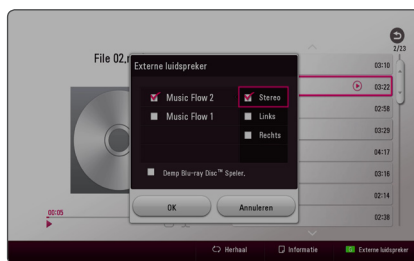 2/23
File 02,
Externe luidspreker
03:10
Music Flow 2
Stereo
03:22
Music Flow 1
Links
02:58
Rechts
03:29
04:17
Demp Blu-ray Disc™ Speler.
03:16
02:14
OK
Annuleren
00:05
02:38
Herhaal
Informatie
Externe luidspreker